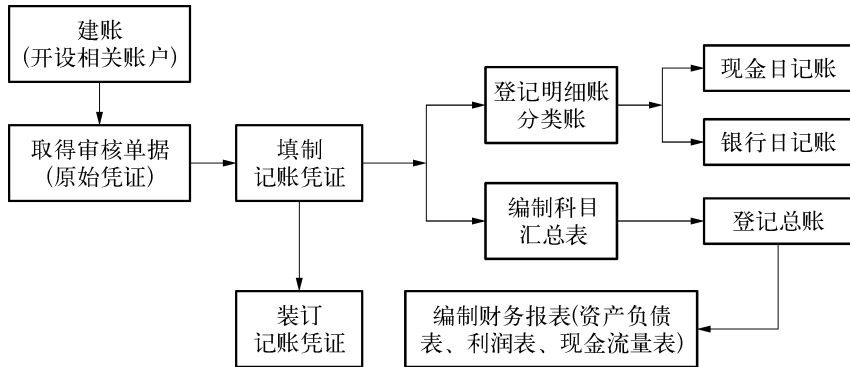 建账
(开设相关账户)
取得审核单据
(原始凭证)
填制
记账凭证
装订
记账凭证
登记明细账
分类账
现金日记账
银行日记账
编制科目
汇总表
登记总账
编制财务报表(资产负债
表、利润表、现金流量表)